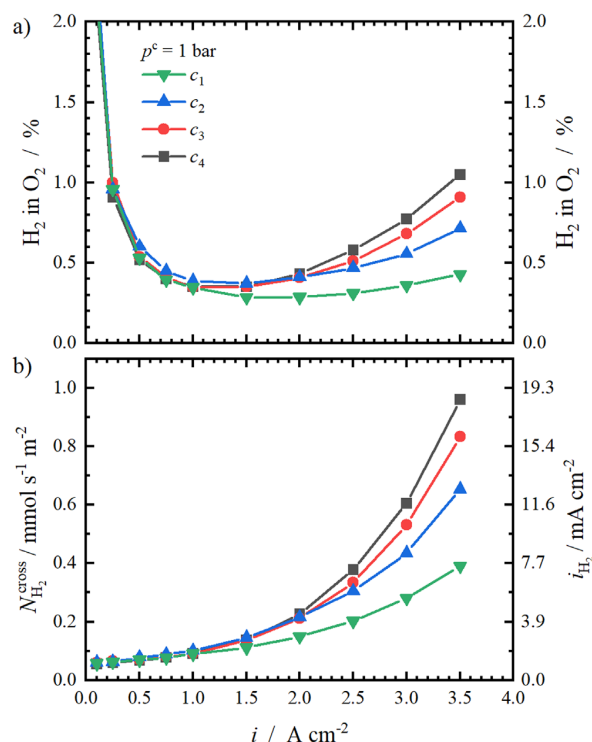 a)
2.0
1.5
1.0
0.5
0.0
H₂ in O₂ / %
pᶜ = 1 bar
c₁
c₂
c₃
c₄
2.0
1.5
1.0
0.5
0.0
H₂ in O₂ / %
b)
1.0
0.8
0.6
0.4
0.2
0.0
N_H₂^cross / mmol s⁻¹ m⁻²
19.3
15.4
11.6
7.7
3.9
0.0
i_H₂ / mA cm⁻²
0.0 0.5 1.0 1.5 2.0 2.5 3.0 3.5 4.0
i / A cm⁻²